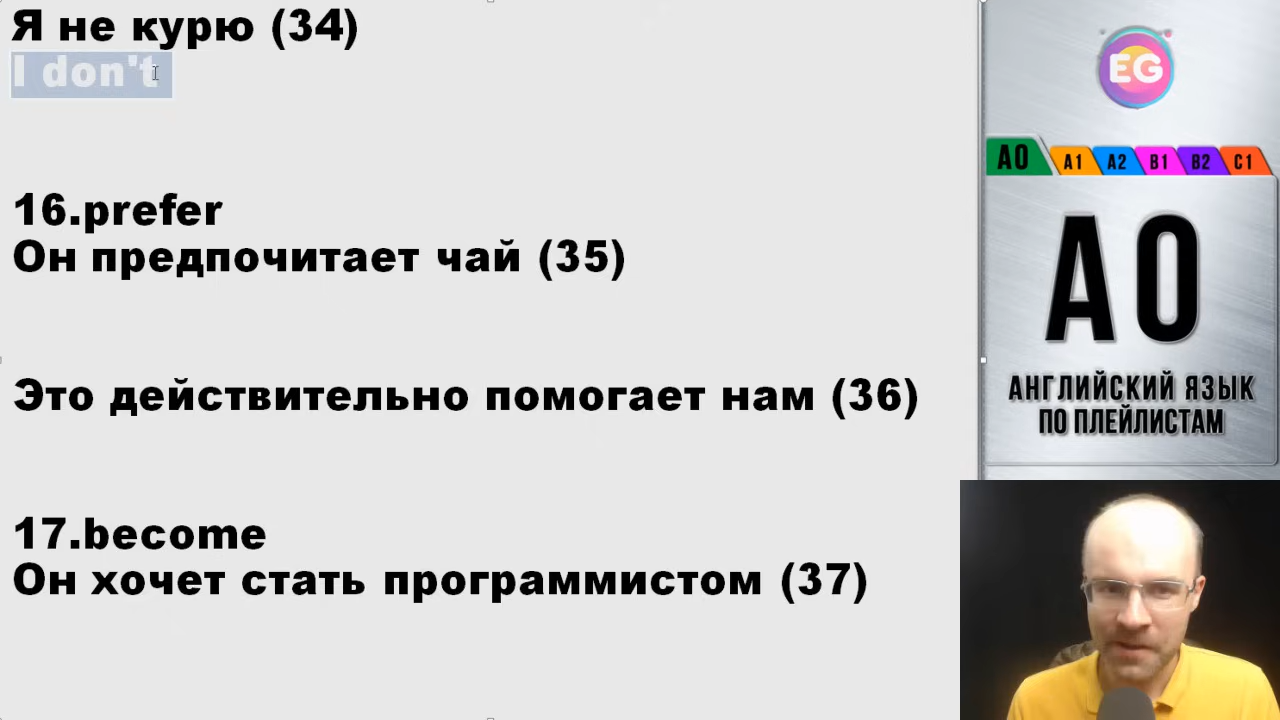 Я не курю (34)
I don't
16.prefer
Он предпочитает чай (35)
Это действительно помогает нам (36)
17.become
Он хочет стать программистом (37)
EG
A0 A1 A2 B1 B2 C1
A0
АНГЛИЙСКИЙ ЯЗЫК
ПО ПЛЕЙЛИСТАМ